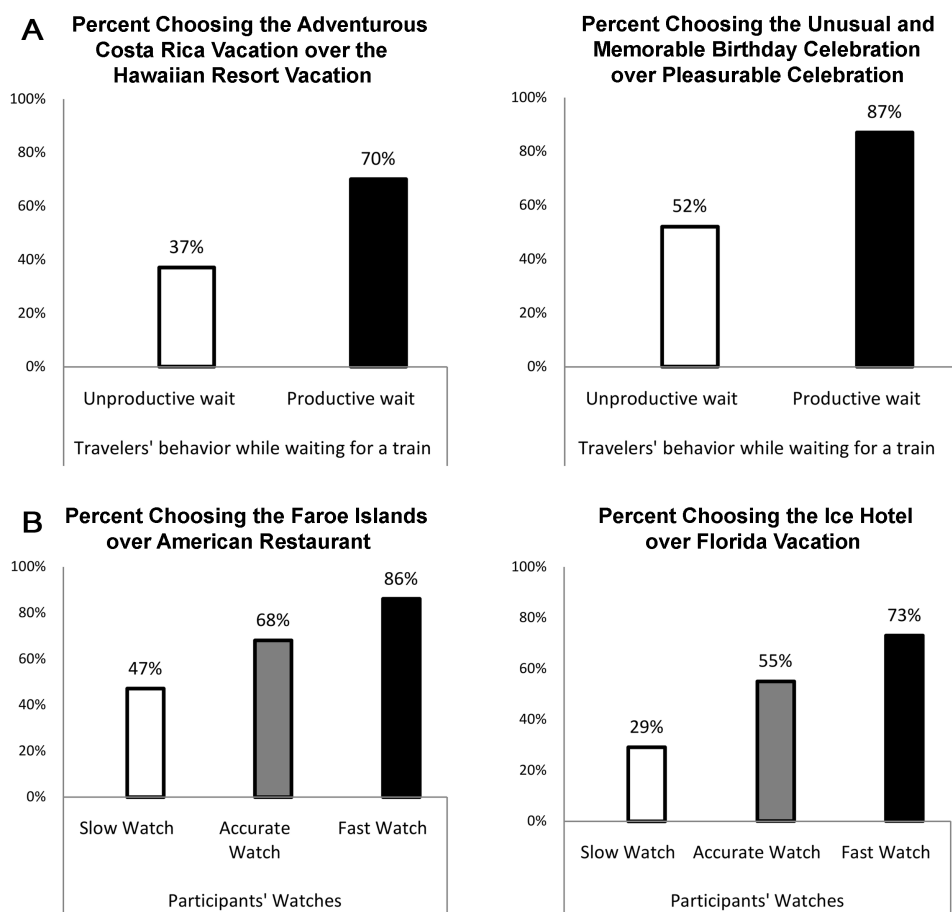 A
Percent Choosing the Adventurous
Costa Rica Vacation over the
Hawaiian Resort Vacation
100%
80%
60%
40%
20%
0%
37%
70%
Unproductive wait
Productive wait
Travelers' behavior while waiting for a train
Percent Choosing the Unusual and
Memorable Birthday Celebration
over Pleasurable Celebration
100%
80%
60%
40%
20%
0%
52%
87%
Unproductive wait
Productive wait
Travelers' behavior while waiting for a train
B
Percent Choosing the Faroe Islands
over American Restaurant
100%
80%
60%
40%
20%
0%
47%
68%
86%
Slow Watch
Accurate
Watch
Fast Watch
Participants' Watches
Percent Choosing the Ice Hotel
over Florida Vacation
100%
80%
60%
40%
20%
0%
29%
55%
73%
Slow Watch
Accurate Watch
Fast Watch
Participants' Watches